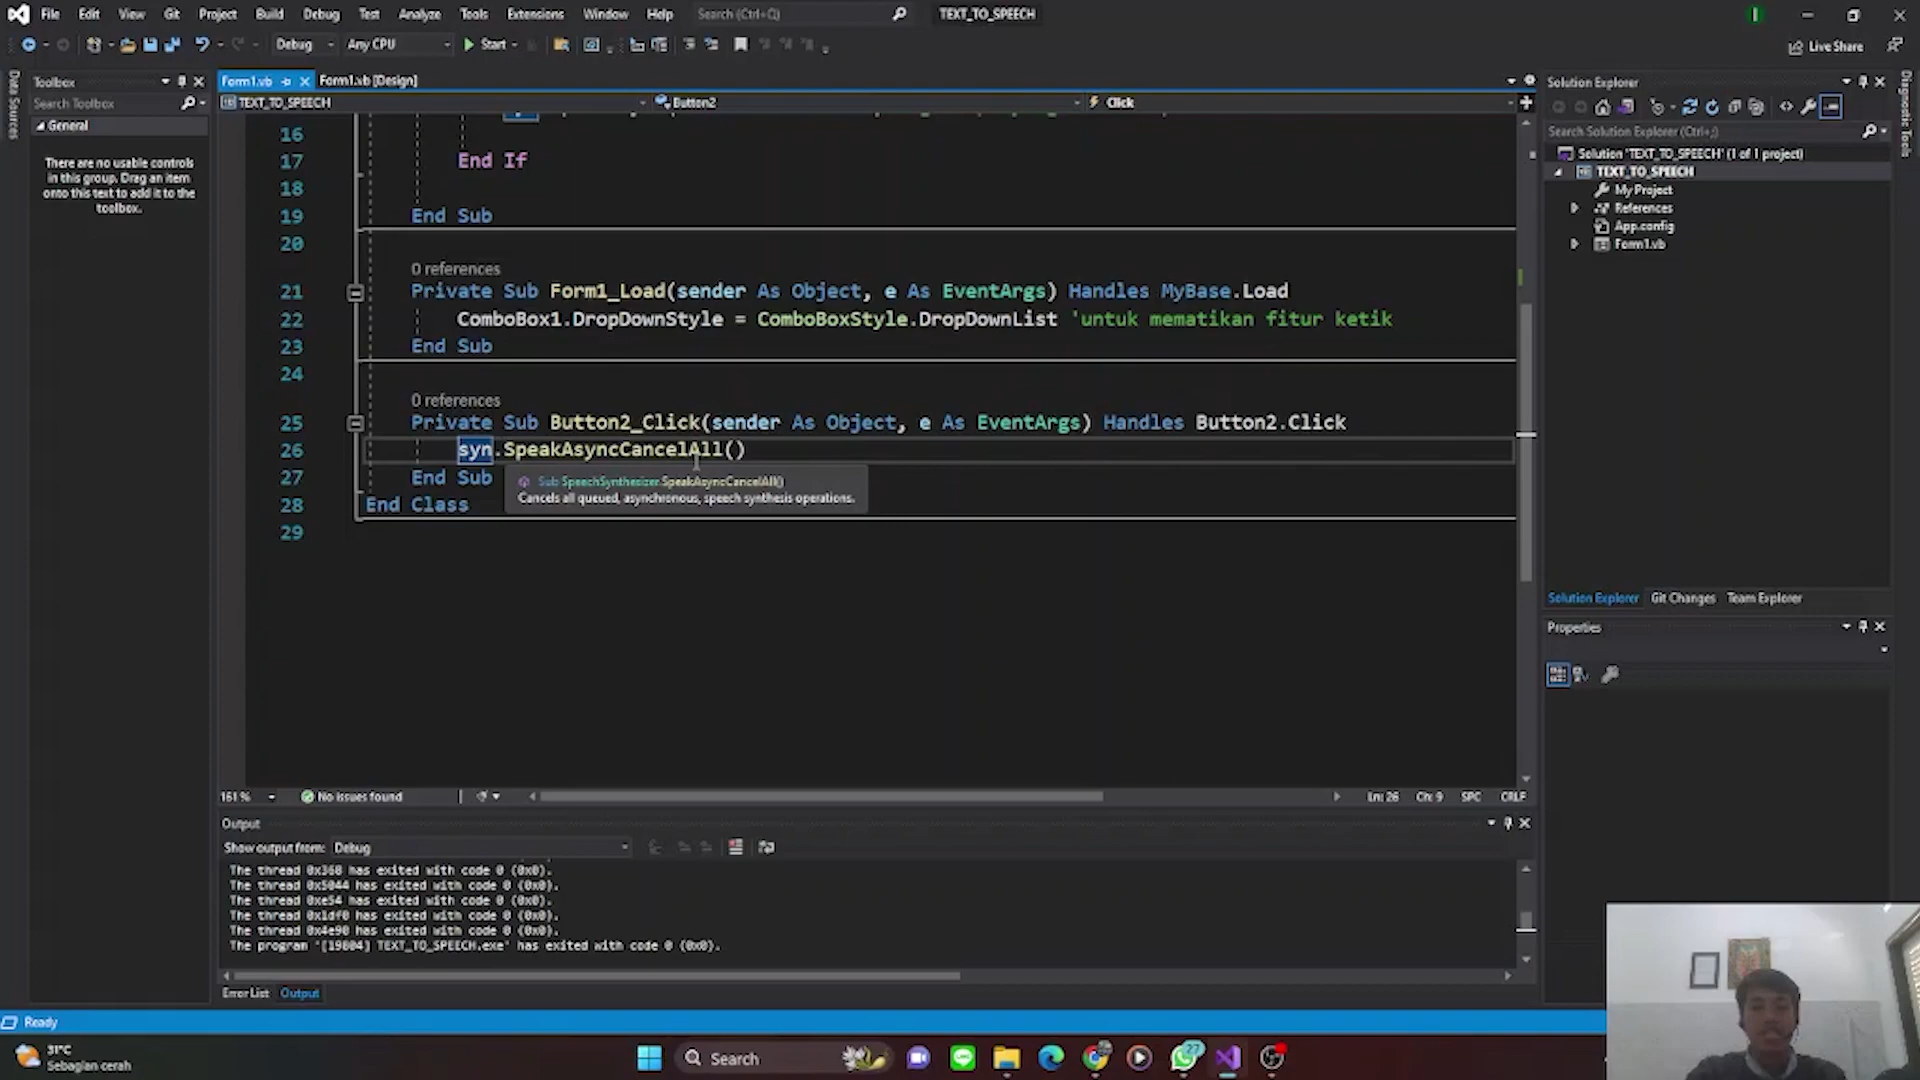 File Edit View Git Project Build Debug Test Analyze Tools Extensions Window Help Search (Ctrl+Q) TEXT_TO_SPEECH
Debug Any CPU Start Live Share
Data Sources
Toolbox
Search Toolbox
General
There are no usable controls
in this group. Drag an item
onto this text to add it to the
toolbox.
Form1.vb Form1.vb [Design]
TEXT_TO_SPEECH Button2 Click
16
17 End If
18
19 End Sub
20
0 references
21 Private Sub Form1_Load(sender As Object, e As EventArgs) Handles MyBase.Load
22 ComboBox1.DropDownStyle = ComboBoxStyle.DropDownList 'untuk mematikan fitur ketik
23 End Sub
24
0 references
25 Private Sub Button2_Click(sender As Object, e As EventArgs) Handles Button2.Click
26 syn.SpeakAsyncCancelAll()
27 End Sub
Sub SpeechSynthesizer.SpeakAsyncCancelAll()
Cancels all queued, asynchronous, speech synthesis operations.
28 End Class
29
161 % No issues found Ln: 26 Ch: 9 SPC CRLF
Output
Show output from: Debug
The thread 0x368 has exited with code 0 (0x0).
The thread 0x5044 has exited with code 0 (0x0).
The thread 0xe54 has exited with code 0 (0x0).
The thread 0x1df0 has exited with code 0 (0x0).
The thread 0x4e98 has exited with code 0 (0x0).
The program '[19804] TEXT_TO_SPEECH.exe' has exited with code 0 (0x0).
Error List Output
Solution Explorer
Search Solution Explorer (Ctrl+;)
Solution 'TEXT_TO_SPEECH' (1 of 1 project)
TEXT_TO_SPEECH
My Project
References
App.config
Form1.vb
Solution Explorer Git Changes Team Explorer
Properties
Diagnostic Tools
Ready
31°C
Sebagian cerah
Search
27